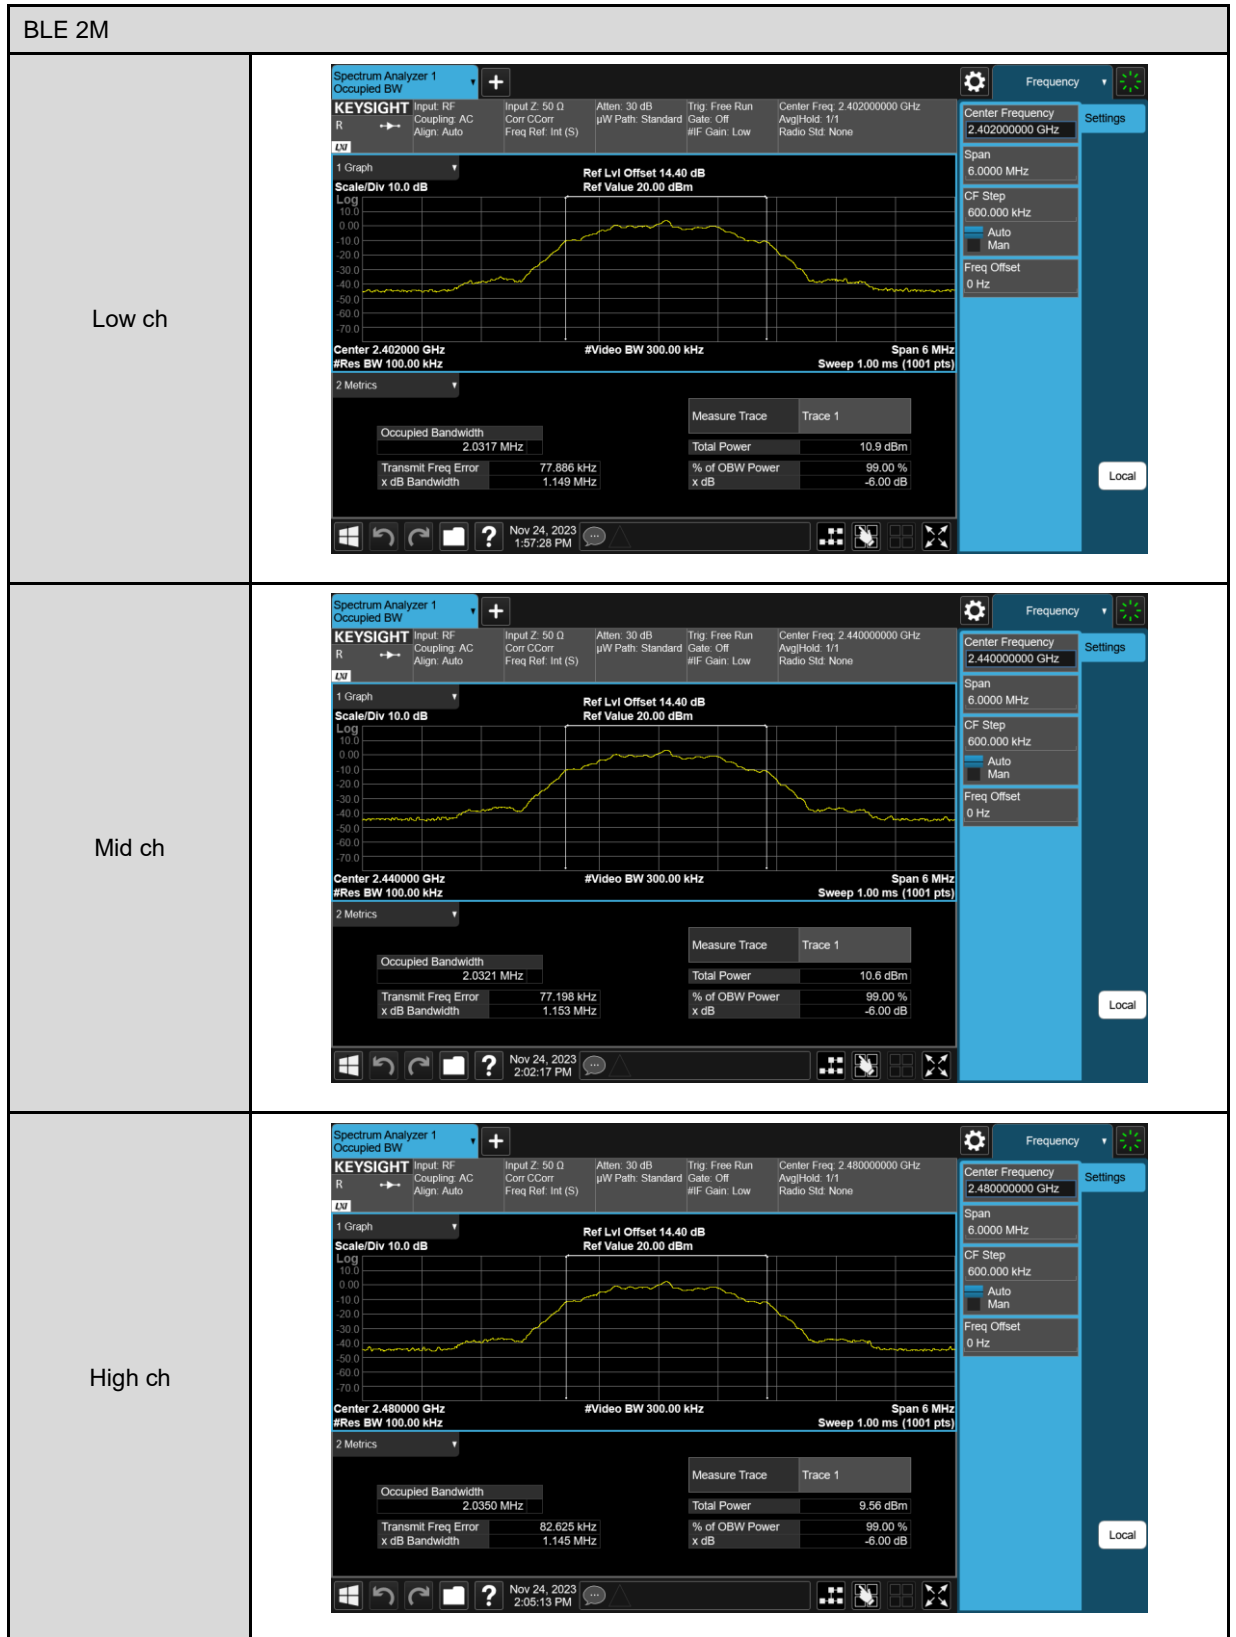 BLE 2M
Low ch
Spectrum Analyzer 1
Occupied BW
Frequency
KEYSIGHT
R
LXI
Input: RF
Coupling: AC
Align: Auto
Input Z: 50 Ω
Corr CCorr
Freq Ref: Int (S)
Atten: 30 dB
µW Path: Standard
Trig: Free Run
Gate: Off
#IF Gain: Low
Center Freq: 2.402000000 GHz
Avg|Hold: 1/1
Radio Std: None
Center Frequency
2.402000000 GHz
Settings
Span
6.0000 MHz
CF Step
600.000 kHz
Auto
Man
Freq Offset
0 Hz
Local
1 Graph
Scale/Div 10.0 dB
Ref Lvl Offset 14.40 dB
Ref Value 20.00 dBm
Log
10.0
0.00
-10.0
-20.0
-30.0
-40.0
-50.0
-60.0
-70.0
Center 2.402000 GHz
#Res BW 100.00 kHz
#Video BW 300.00 kHz
Span 6 MHz
Sweep 1.00 ms (1001 pts)
2 Metrics
Measure Trace Trace 1
Occupied Bandwidth
2.0317 MHz
Total Power 10.9 dBm
Transmit Freq Error 77.886 kHz
% of OBW Power 99.00 %
x dB Bandwidth 1.149 MHz
x dB -6.00 dB
?
Nov 24, 2023
1:57:28 PM
Mid ch
Spectrum Analyzer 1
Occupied BW
Frequency
KEYSIGHT
R
LXI
Input: RF
Coupling: AC
Align: Auto
Input Z: 50 Ω
Corr CCorr
Freq Ref: Int (S)
Atten: 30 dB
µW Path: Standard
Trig: Free Run
Gate: Off
#IF Gain: Low
Center Freq: 2.440000000 GHz
Avg|Hold: 1/1
Radio Std: None
Center Frequency
2.440000000 GHz
Settings
Span
6.0000 MHz
CF Step
600.000 kHz
Auto
Man
Freq Offset
0 Hz
Local
1 Graph
Scale/Div 10.0 dB
Ref Lvl Offset 14.40 dB
Ref Value 20.00 dBm
Log
10.0
0.00
-10.0
-20.0
-30.0
-40.0
-50.0
-60.0
-70.0
Center 2.440000 GHz
#Res BW 100.00 kHz
#Video BW 300.00 kHz
Span 6 MHz
Sweep 1.00 ms (1001 pts)
2 Metrics
Measure Trace Trace 1
Occupied Bandwidth
2.0321 MHz
Total Power 10.6 dBm
Transmit Freq Error 77.198 kHz
% of OBW Power 99.00 %
x dB Bandwidth 1.153 MHz
x dB -6.00 dB
?
Nov 24, 2023
2:02:17 PM
High ch
Spectrum Analyzer 1
Occupied BW
Frequency
KEYSIGHT
R
LXI
Input: RF
Coupling: AC
Align: Auto
Input Z: 50 Ω
Corr CCorr
Freq Ref: Int (S)
Atten: 30 dB
µW Path: Standard
Trig: Free Run
Gate: Off
#IF Gain: Low
Center Freq: 2.480000000 GHz
Avg|Hold: 1/1
Radio Std: None
Center Frequency
2.480000000 GHz
Settings
Span
6.0000 MHz
CF Step
600.000 kHz
Auto
Man
Freq Offset
0 Hz
Local
1 Graph
Scale/Div 10.0 dB
Ref Lvl Offset 14.40 dB
Ref Value 20.00 dBm
Log
10.0
0.00
-10.0
-20.0
-30.0
-40.0
-50.0
-60.0
-70.0
Center 2.480000 GHz
#Res BW 100.00 kHz
#Video BW 300.00 kHz
Span 6 MHz
Sweep 1.00 ms (1001 pts)
2 Metrics
Measure Trace Trace 1
Occupied Bandwidth
2.0350 MHz
Total Power 9.56 dBm
Transmit Freq Error 82.625 kHz
% of OBW Power 99.00 %
x dB Bandwidth 1.145 MHz
x dB -6.00 dB
?
Nov 24, 2023
2:05:13 PM